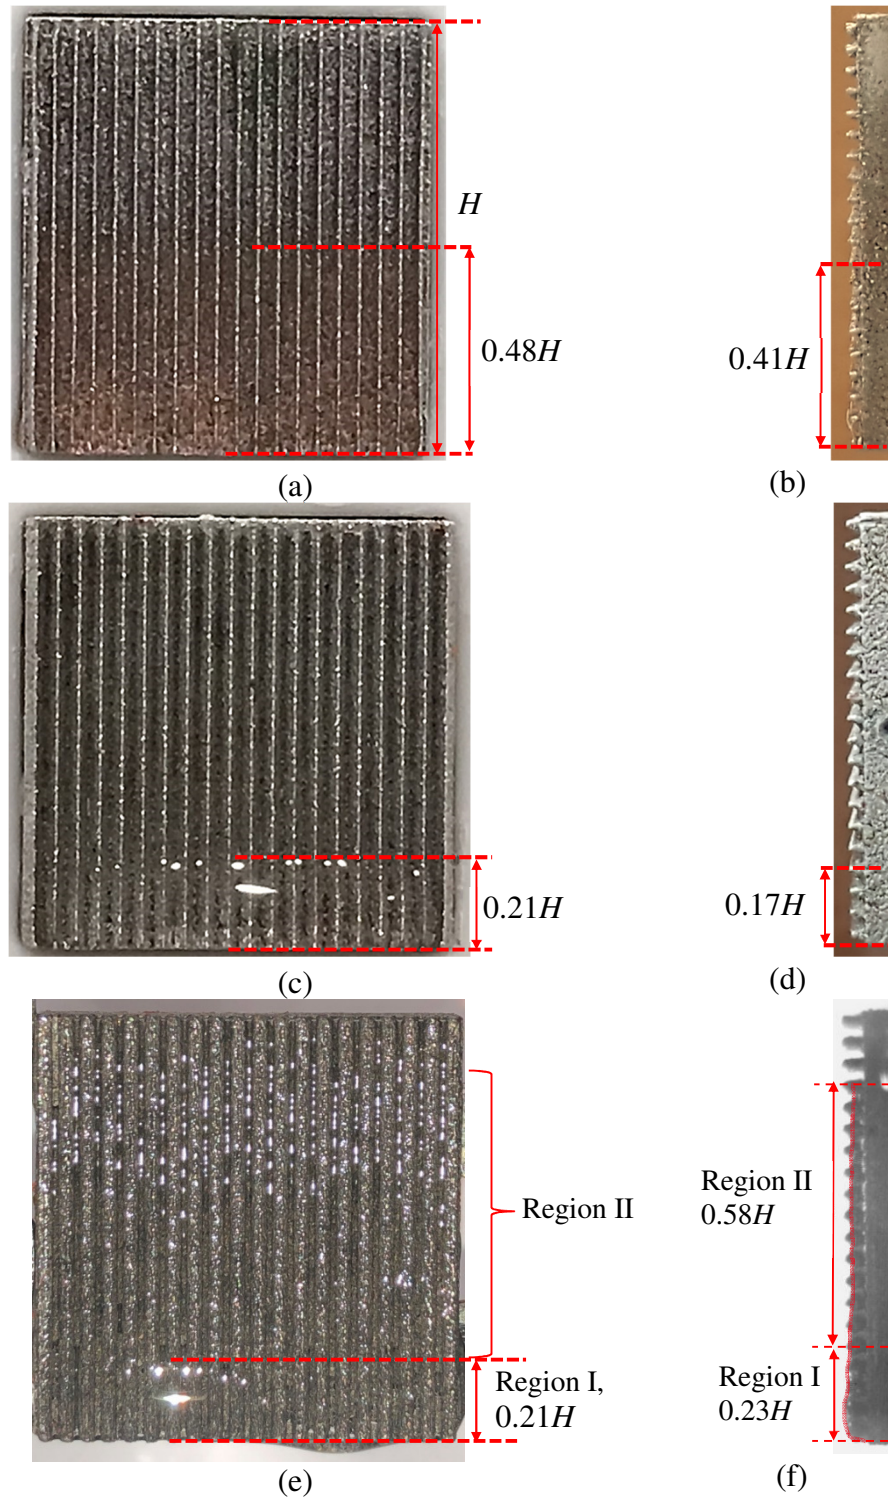 H
0.48H
0.41H
(a)
(b)
0.21H
0.17H
(c)
(d)
Region II
Region II
0.58H
Region I,
0.21H
Region I
0.23H
(e)
(f)